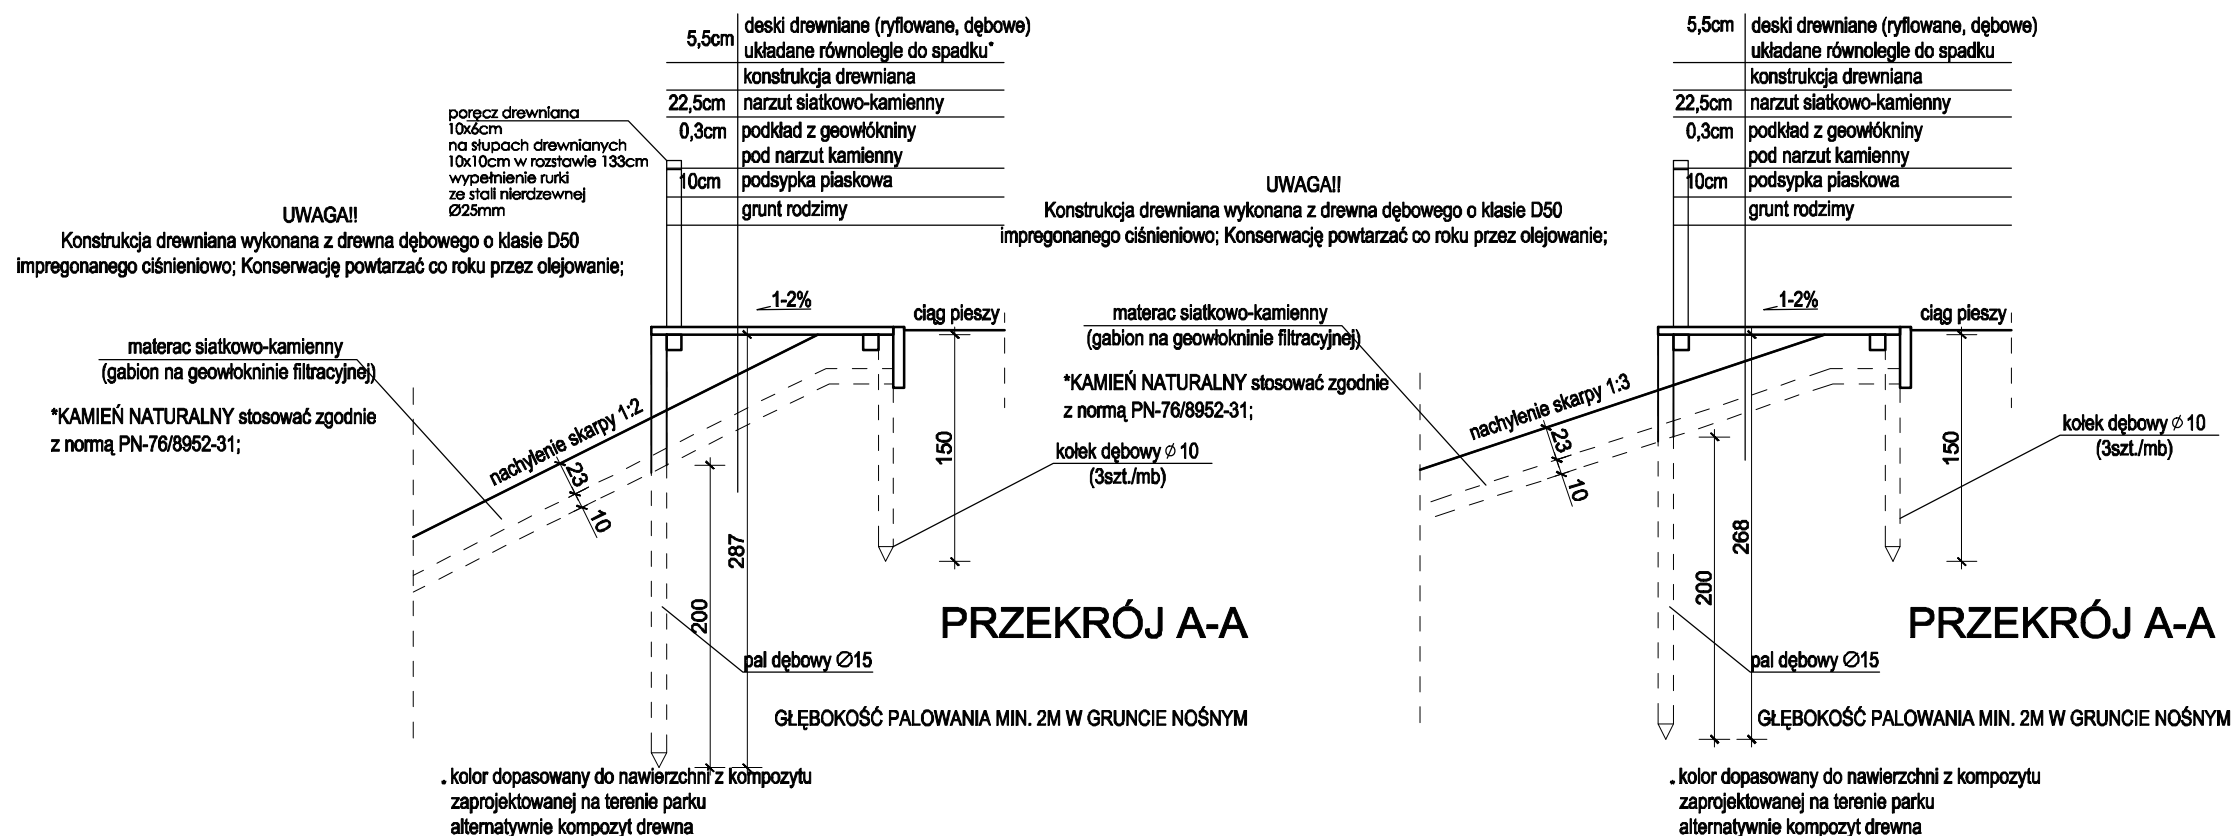 5,5cm
deski drewniane (ryflowane, dębowe)
układane równolegle do spadku*
konstrukcja drewniana
22,5cm narzut siatkowo-kamienny
0,3cm podkład z geowłókniny
pod narzut kamienny
10cm podsypka piaskowa
grunt rodzimy
poręcz drewniana
10x6cm
na słupach drewnianych
10x10cm w rozstawie 133cm
wypełnienie rurki
ze stali nierdzewnej
Ø25mm
UWAGA!!
Konstrukcja drewniana wykonana z drewna dębowego o klasie D50
impregonanego ciśnieniowo; Konserwację powtarzać co roku przez olejowanie;
1-2%
ciąg pieszy
materac siatkowo-kamienny
(gabion na geowłokninie filtracyjnej)
*KAMIEŃ NATURALNY stosować zgodnie
z normą PN-76/8952-31;
nachylenie skarpy 1:2
23
10
150
kołek dębowy ∅ 10
(3szt./mb)
287
200
PRZEKRÓJ A-A
pal dębowy ∅15
GŁĘBOKOŚĆ PALOWANIA MIN. 2M W GRUNCIE NOŚNYM
* kolor dopasowany do nawierzchni z kompozytu
zaprojektowanej na terenie parku
alternatywnie kompozyt drewna
5,5cm
deski drewniane (ryflowane, dębowe)
układane równolegle do spadku
konstrukcja drewniana
22,5cm narzut siatkowo-kamienny
0,3cm podkład z geowłókniny
pod narzut kamienny
10cm podsypka piaskowa
grunt rodzimy
UWAGA!!
Konstrukcja drewniana wykonana z drewna dębowego o klasie D50
impregonanego ciśnieniowo; Konserwację powtarzać co roku przez olejowanie;
1-2%
ciąg pieszy
materac siatkowo-kamienny
(gabion na geowłokninie filtracyjnej)
*KAMIEŃ NATURALNY stosować zgodnie
z normą PN-76/8952-31;
nachylenie skarpy 1:3
23
10
150
kołek dębowy ∅ 10
(3szt./mb)
268
200
PRZEKRÓJ A-A
pal dębowy ∅15
GŁĘBOKOŚĆ PALOWANIA MIN. 2M W GRUNCIE NOŚNYM
* kolor dopasowany do nawierzchni z kompozytu
zaprojektowanej na terenie parku
alternatywnie kompozyt drewna